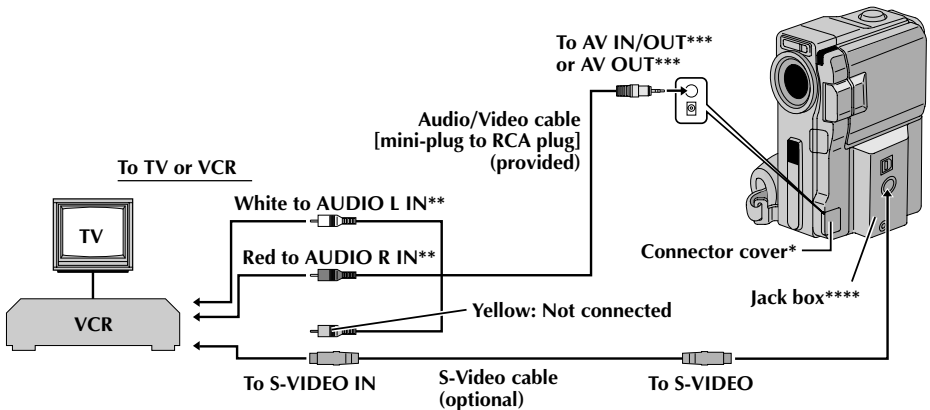 To AV IN/OUT***
or AV OUT***
Audio/Video cable
[mini-plug to RCA plug]
(provided)
To TV or VCR
White to AUDIO L IN**
TV
Red to AUDIO R IN**
Connector cover*
Jack box****
Yellow: Not connected
VCR
To S-VIDEO IN
S-Video cable
(optional)
To S-VIDEO